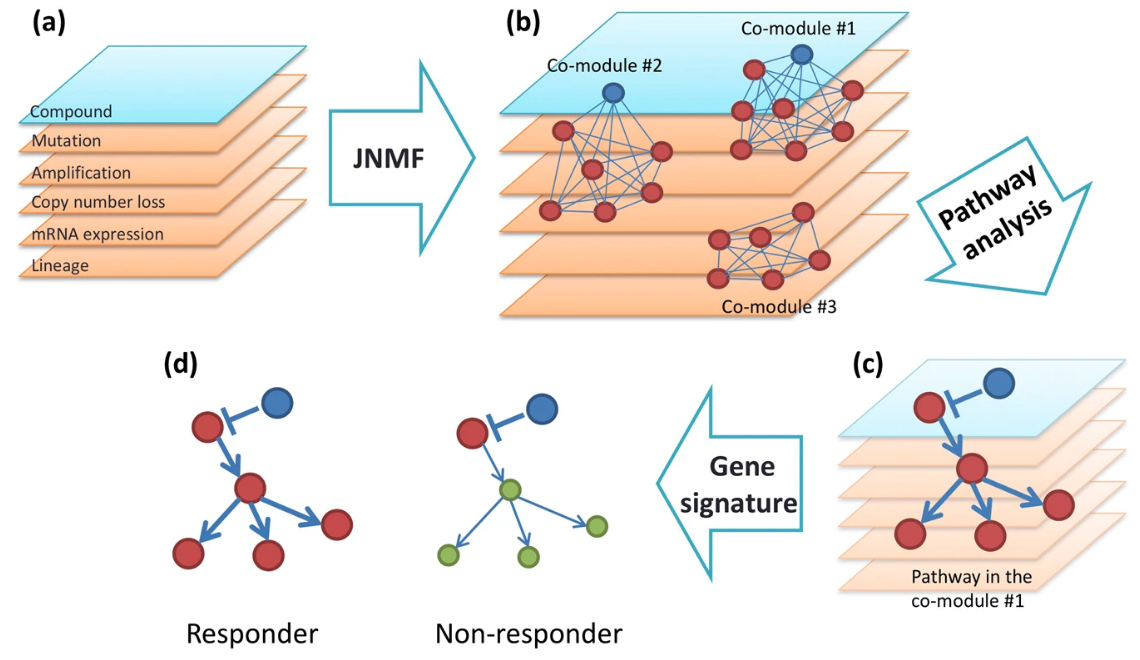 (a)
Compound
Mutation
Amplification
Copy number loss
mRNA expression
Lineage
JNMF
(b)
Co-module #1
Co-module #2
Co-module #3
Pathway
analysis
(c)
Pathway in the
co-module #1
Gene
signature
(d)
Responder
Non-responder